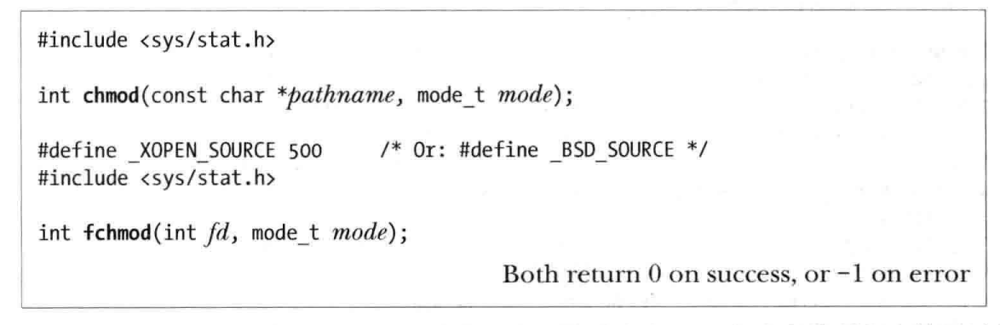 #include <sys/stat.h>
int chmod(const char *pathname, mode_t mode);
#define _XOPEN_SOURCE 500 /* Or: #define _BSD_SOURCE */
#include <sys/stat.h>
int fchmod(int fd, mode_t mode);
Both return 0 on success, or −1 on error